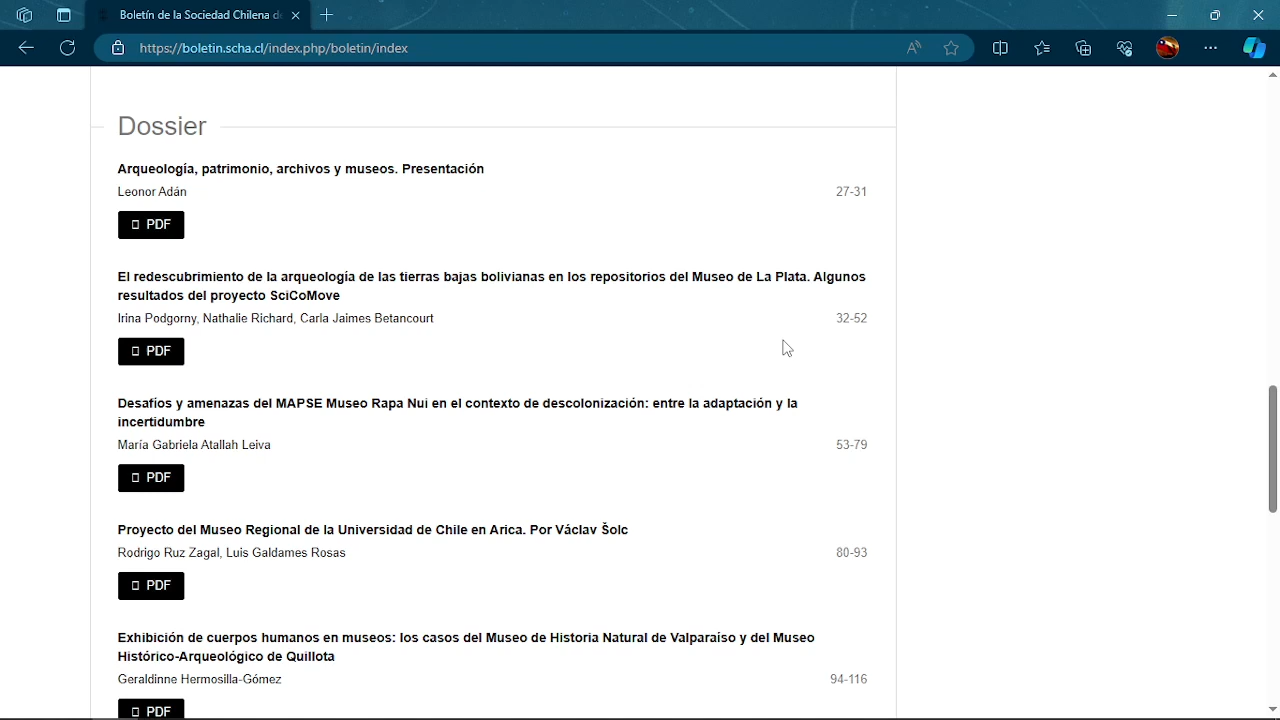 Boletín de la Sociedad Chilena de
https://boletin.scha.cl/index.php/boletin/index
Dossier
Arqueología, patrimonio, archivos y museos. Presentación
Leonor Adán
27-31
PDF
El redescubrimiento de la arqueología de las tierras bajas bolivianas en los repositorios del Museo de La Plata. Algunos
resultados del proyecto SciCoMove
Irina Podgorny, Nathalie Richard, Carla Jaimes Betancourt
32-52
PDF
Desafíos y amenazas del MAPSE Museo Rapa Nui en el contexto de descolonización: entre la adaptación y la
incertidumbre
María Gabriela Atallah Leiva
53-79
PDF
Proyecto del Museo Regional de la Universidad de Chile en Arica. Por Václav Šolc
Rodrigo Ruz Zagal, Luis Galdames Rosas
80-93
PDF
Exhibición de cuerpos humanos en museos: los casos del Museo de Historia Natural de Valparaíso y del Museo
Histórico-Arqueológico de Quillota
Geraldinne Hermosilla-Gómez
94-116
PDF